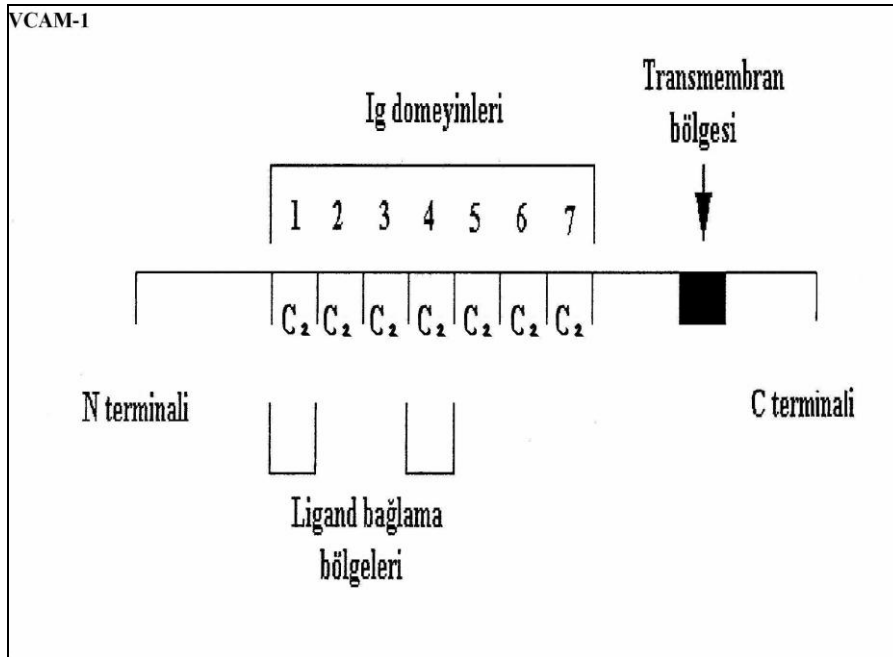 VCAM-1
Transmembran
bölgesi
Ig domeyinleri
1 2 3 4 5 6 7
C₂ C₂ C₂ C₂ C₂ C₂ C₂
N terminali
C terminali
Ligand bağlama
bölgeleri